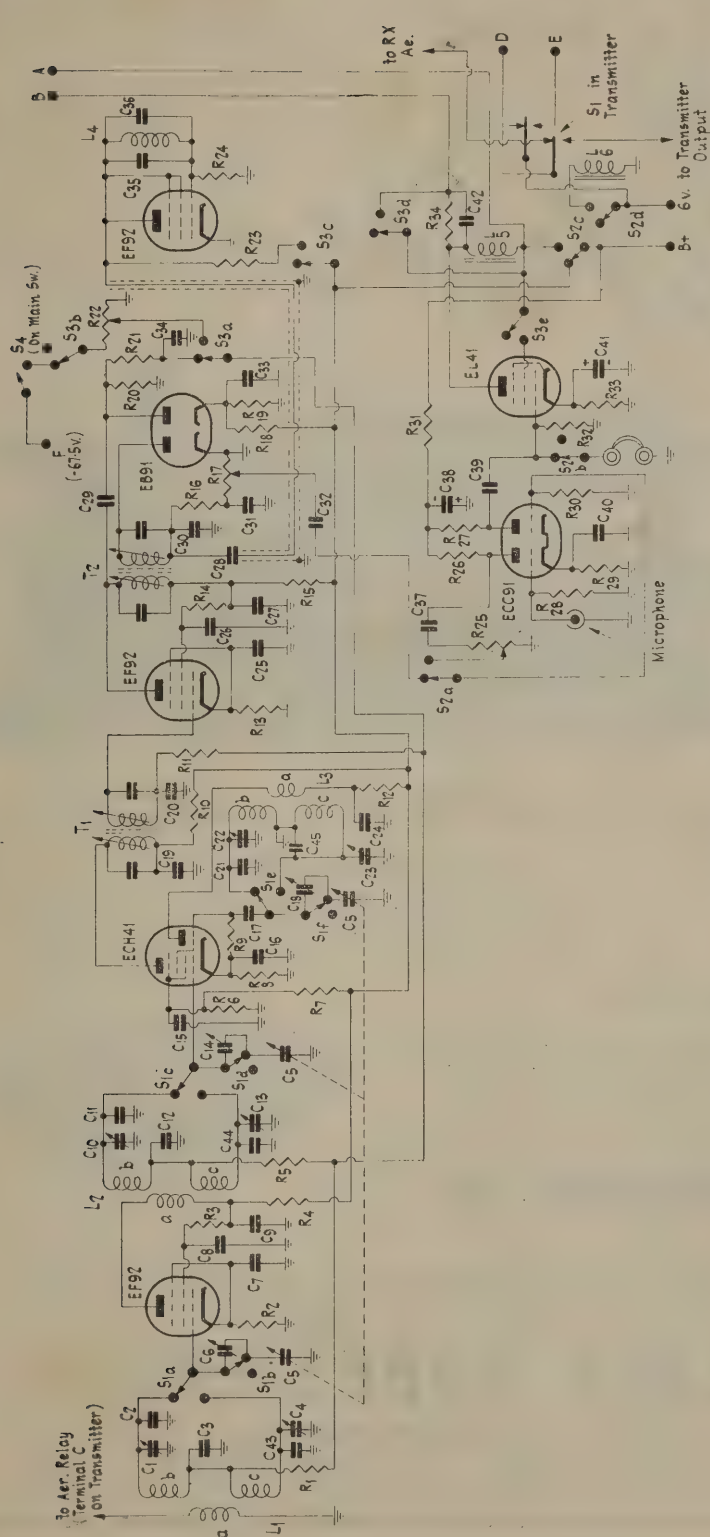 To Aer. Relay
(Terminal C
on Transmitter)
L1
a
b
c
C1
C2
C3
C43
C4
R1
S1a
S1b
C6
C5
EF92
R2
C7
C8
R3
C9
R4
L2
a
b
c
C10
C11
C12
C44
C13
R5
S1c
S1d
C14
C5
C15
R6
R7
ECH41
R8
R9
C16
C17
S1e
S1f
C18
C5
C21
C22
b
a
L3
c
C45
C23
C24
R12
T1
C19
C20
R10
R11
EF92
R13
C25
C26
R14
C27
R15
T2
C28
C29
C30
R16
C31
R17
EB91
C32
R18
R19
C33
R20
R21
C34
S3a
R22
S3b
S4
(On Main Sw.)
F
(-67.5v.)
S3c
R23
EF92
R24
C35
L4
C36
A
B
Microphone
S2a
C37
R25
R26
R27
C38
R28
ECC91
R29
C40
R30
C39
S2b
R32
R31
EL41
R33
C41
S3e
L5
C42
R34
S3d
S2c
S2d
B+
6v.
L6
to RX
Ae.
D
E
S1 in
Transmitter
to Transmitter
Output